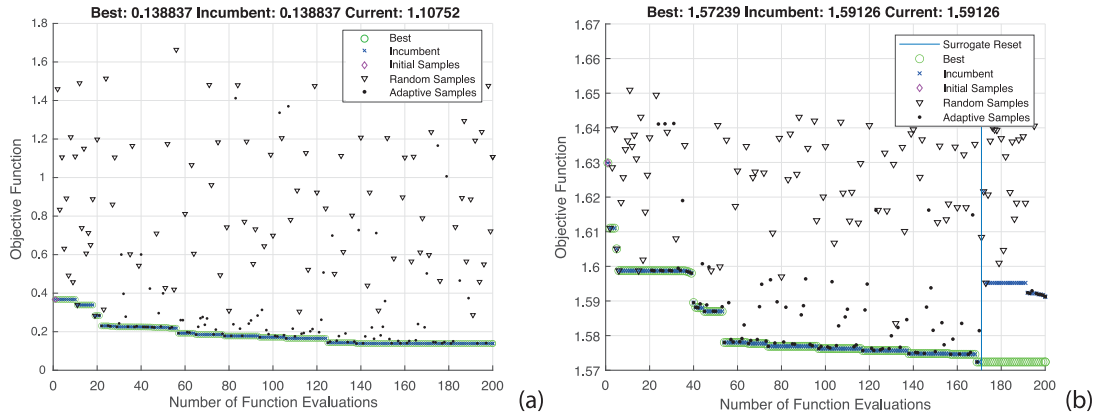 Best: 0.138837 Incumbent: 0.138837 Current: 1.10752
1.8
1.6
1.4
1.2
1
0.8
0.6
0.4
0.2
0
Objective Function
0 20 40 60 80 100 120 140 160 180 200
Number of Function Evaluations
Best
Incumbent
Initial Samples
Random Samples
Adaptive Samples
(a)
Best: 1.57239 Incumbent: 1.59126 Current: 1.59126
1.67
1.66
1.65
1.64
1.63
1.62
1.61
1.6
1.59
1.58
1.57
Objective Function
0 20 40 60 80 100 120 140 160 180 200
Number of Function Evaluations
Surrogate Reset
Best
Incumbent
Initial Samples
Random Samples
Adaptive Samples
(b)